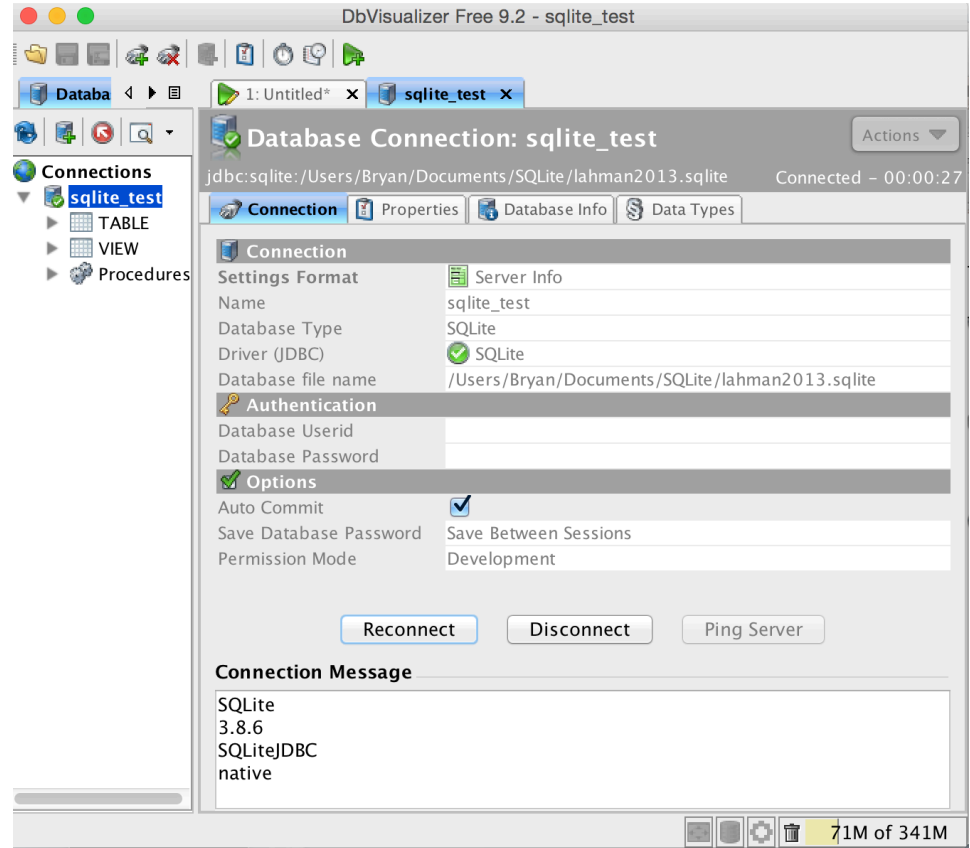 DbVisualizer Free 9.2 - sqlite_test
Databa
1: Untitled*
sqlite_test
Database Connection: sqlite_test
Actions
jdbc:sqlite:/Users/Bryan/Documents/SQLite/lahman2013.sqlite
Connected - 00:00:27
Connections
sqlite_test
TABLE
VIEW
Procedures
Connection
Properties
Database Info
Data Types
Connection
Settings Format Server Info
Name sqlite_test
Database Type SQLite
Driver (JDBC) SQLite
Database file name /Users/Bryan/Documents/SQLite/lahman2013.sqlite
Authentication
Database Userid
Database Password
Options
Auto Commit
Save Database Password Save Between Sessions
Permission Mode Development
Reconnect Disconnect Ping Server
Connection Message
SQLite
3.8.6
SQLiteJDBC
native
71M of 341M